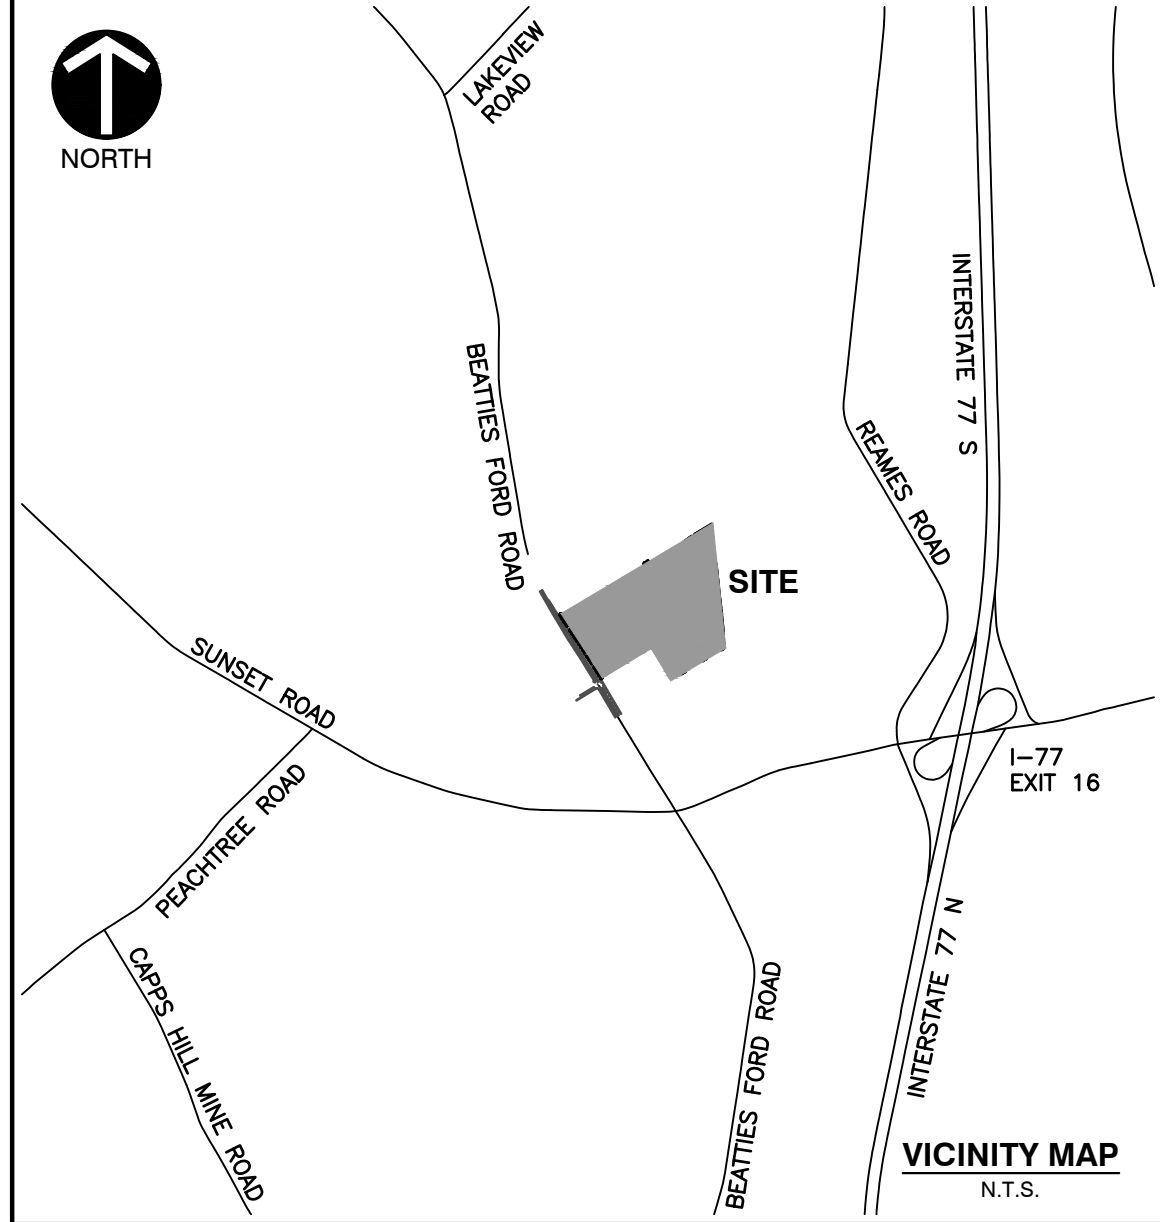 NORTH
LAKEVIEW
ROAD
INTERSTATE 77 S
BEATTIES FORD ROAD
REAMES ROAD
SITE
SUNSET ROAD
I-77
EXIT 16
PEACHTREE ROAD
INTERSTATE 77 N
CAPPS HILL MINE ROAD
BEATTIES FORD ROAD
VICINITY MAP
N.T.S.